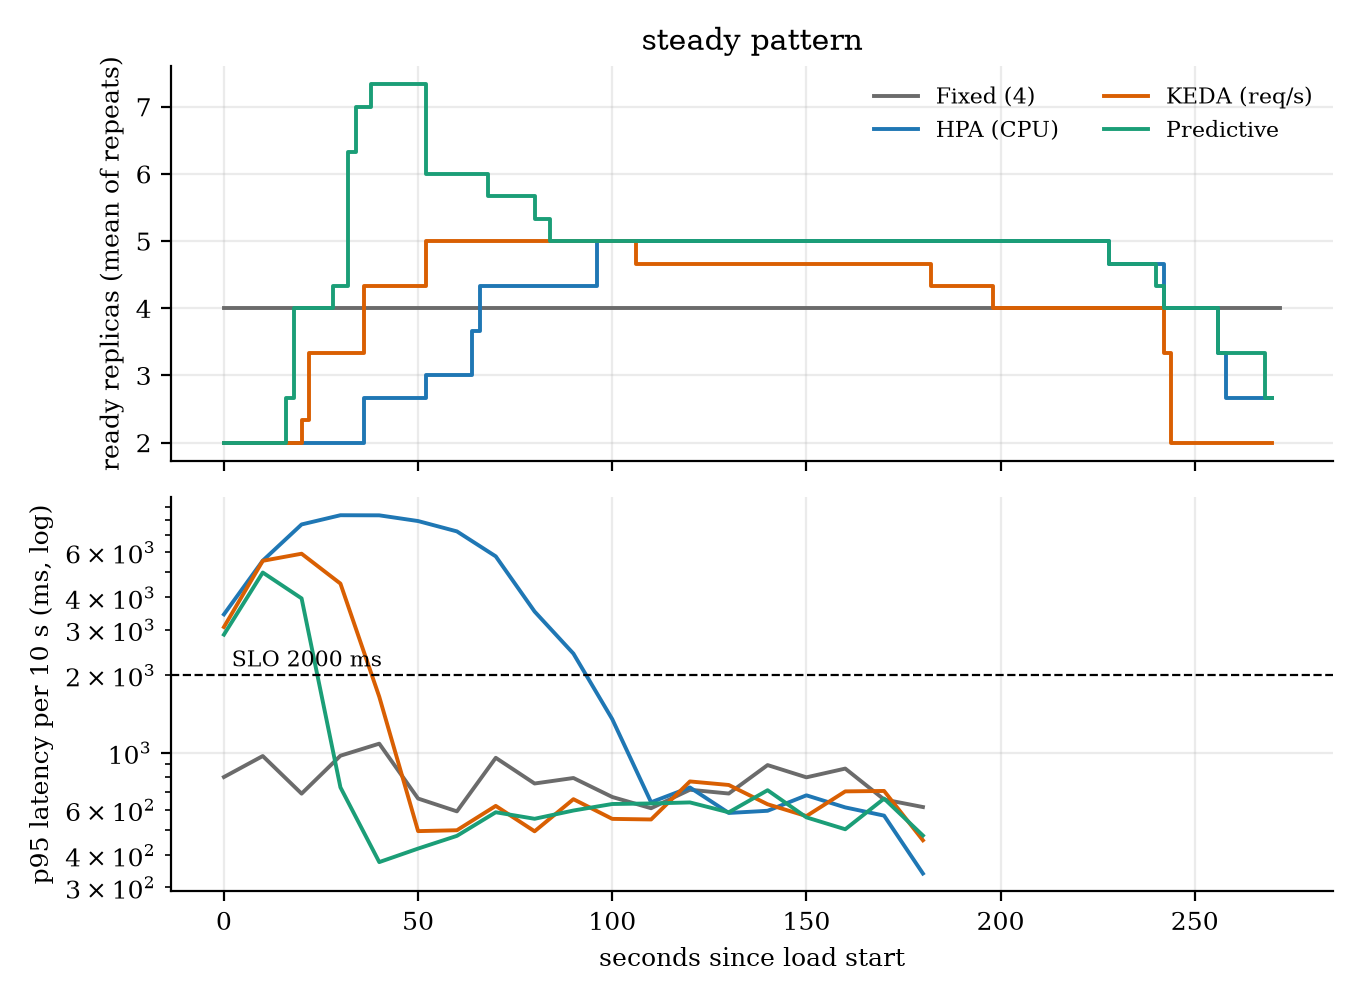 steady pattern
ready replicas (mean of repeats)
7
6
5
4
3
2
Fixed (4)
HPA (CPU)
KEDA (req/s)
Predictive
p95 latency per 10 s (ms, log)
6 × 10³
4 × 10³
3 × 10³
2 × 10³
10³
6 × 10²
4 × 10²
3 × 10²
SLO 2000 ms
0
50
100
150
200
250
seconds since load start